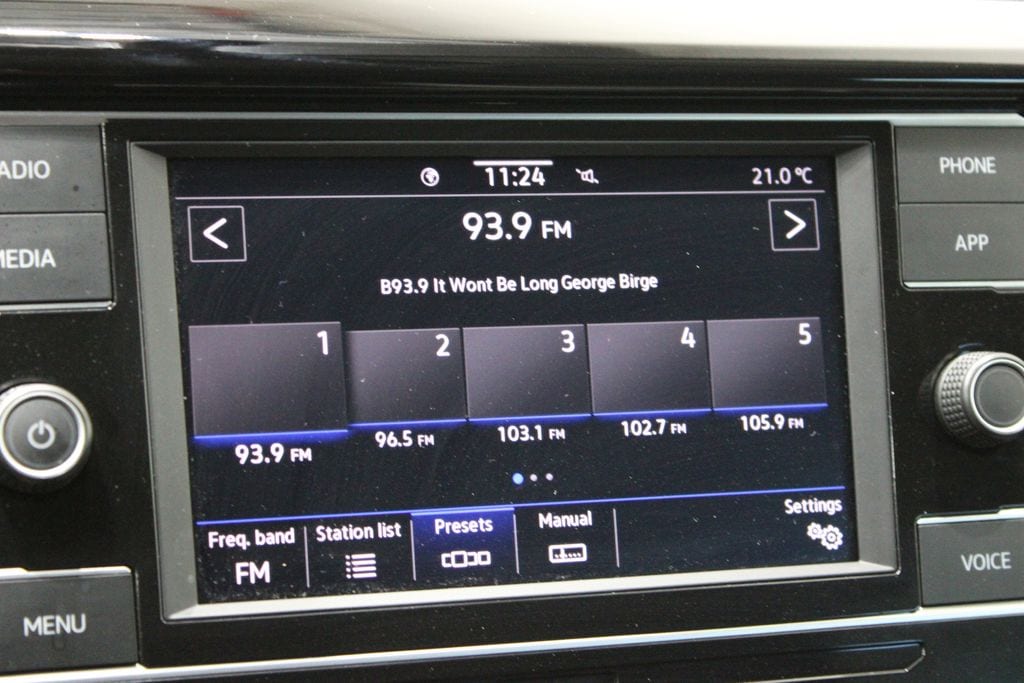 ADIO
MEDIA
MENU
11:24
21.0 °C
<
93.9 FM
>
B93.9 It Wont Be Long George Birge
1
2
3
4
5
93.9 FM
96.5 FM
103.1 FM
102.7 FM
105.9 FM
Freq. band
FM
Station list
Presets
Manual
Settings
PHONE
APP
VOICE